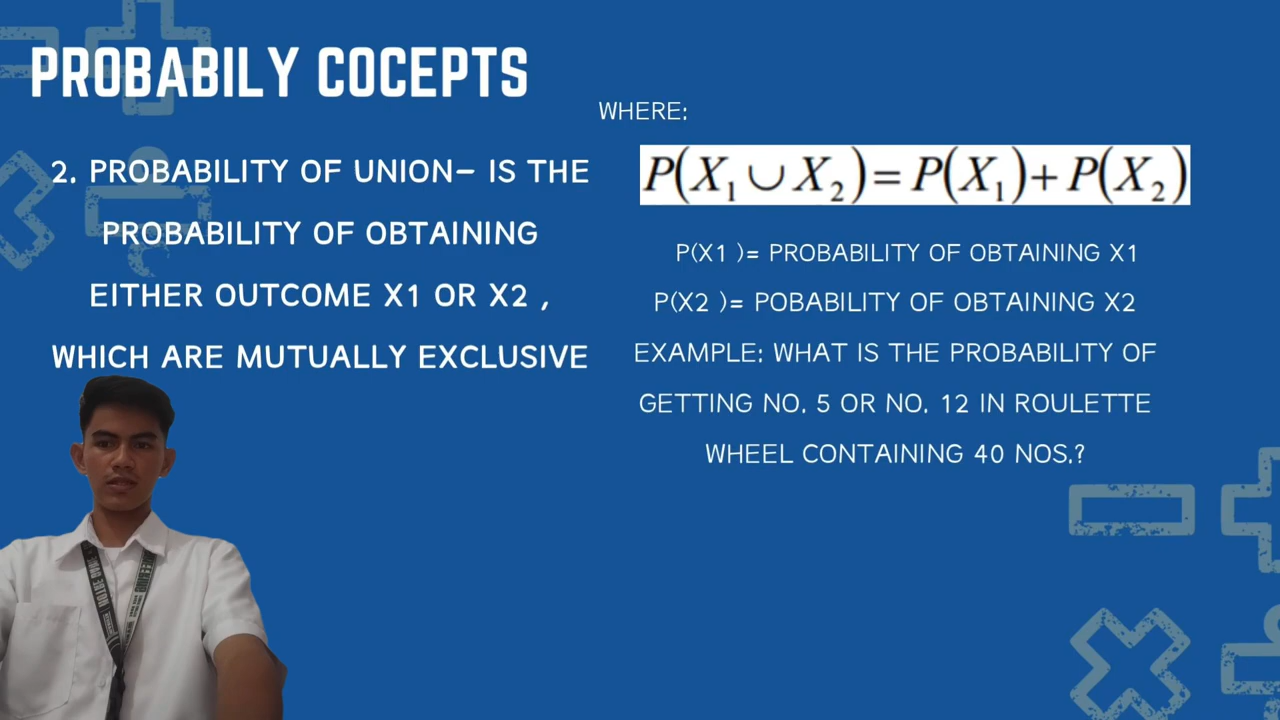 PROBABILY COCEPTS
2. PROBABILITY OF UNION– IS THE
PROBABILITY OF OBTAINING
EITHER OUTCOME X1 OR X2 ,
WHICH ARE MUTUALLY EXCLUSIVE
WHERE:
P(X₁ ∪ X₂) = P(X₁) + P(X₂)
P(X1 )= PROBABILITY OF OBTAINING X1
P(X2 )= POBABILITY OF OBTAINING X2
EXAMPLE: WHAT IS THE PROBABILITY OF
GETTING NO. 5 OR NO. 12 IN ROULETTE
WHEEL CONTAINING 40 NOS.?